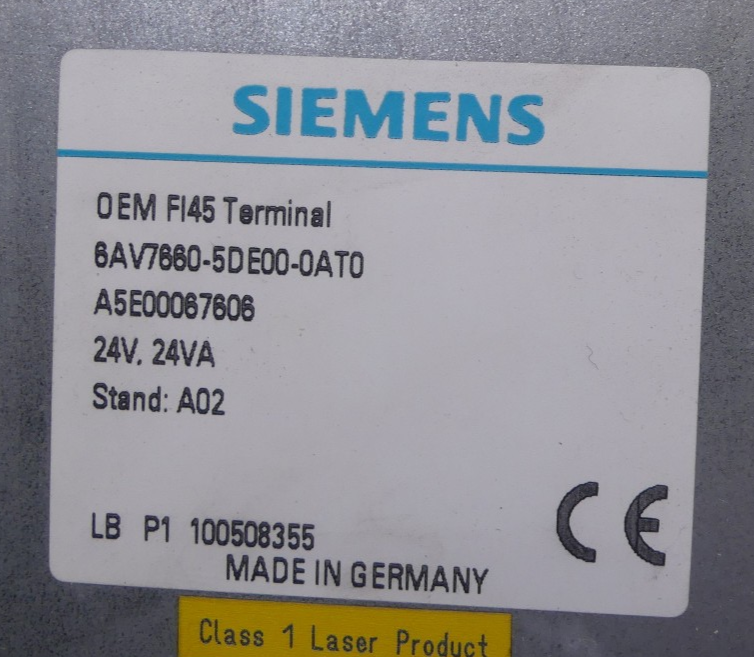 SIEMENS
OEM FI45 Terminal
6AV7660-5DE00-0AT0
A5E00067606
24V, 24VA
Stand: A02
LB P1 100508355
MADE IN GERMANY
CE
Class 1 Laser Product